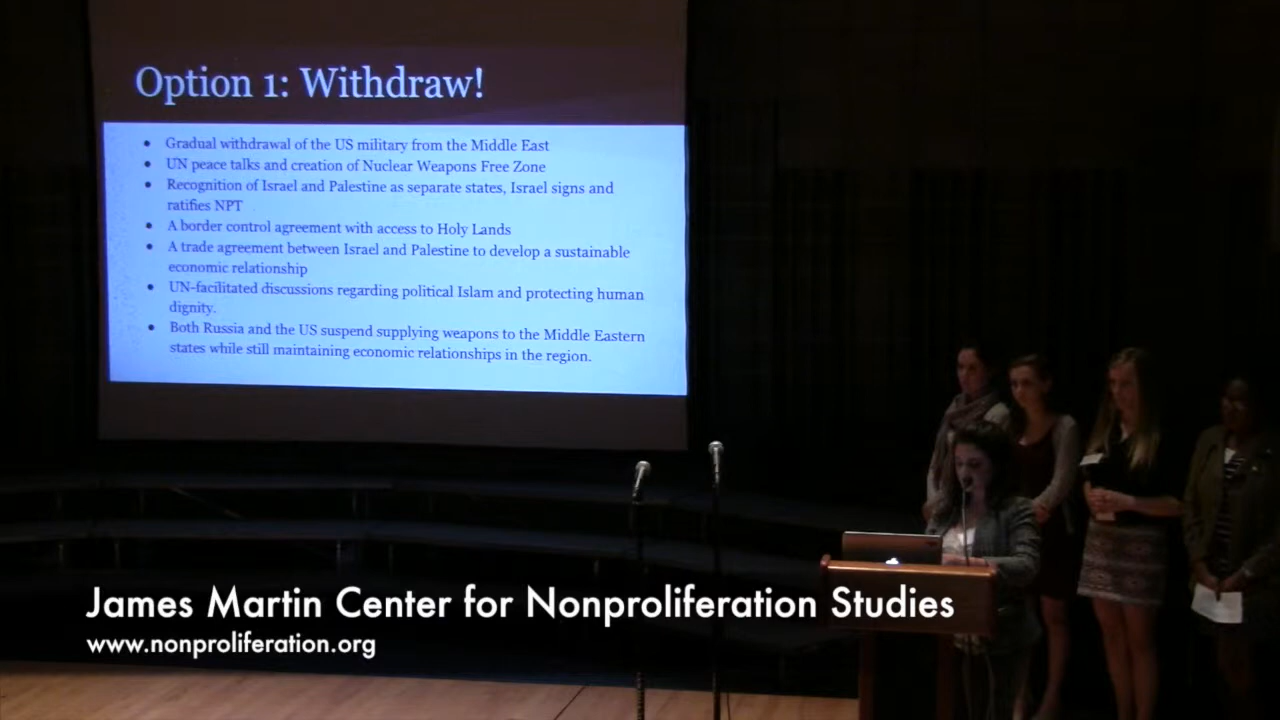 Option 1: Withdraw!
• Gradual withdrawal of the US military from the Middle East
• UN peace talks and creation of Nuclear Weapons Free Zone
• Recognition of Israel and Palestine as separate states, Israel signs and
ratifies NPT
• A border control agreement with access to Holy Lands
• A trade agreement between Israel and Palestine to develop a sustainable
economic relationship
• UN-facilitated discussions regarding political Islam and protecting human
dignity.
• Both Russia and the US suspend supplying weapons to the Middle Eastern
states while still maintaining economic relationships in the region.
James Martin Center for Nonproliferation Studies
www.nonproliferation.org